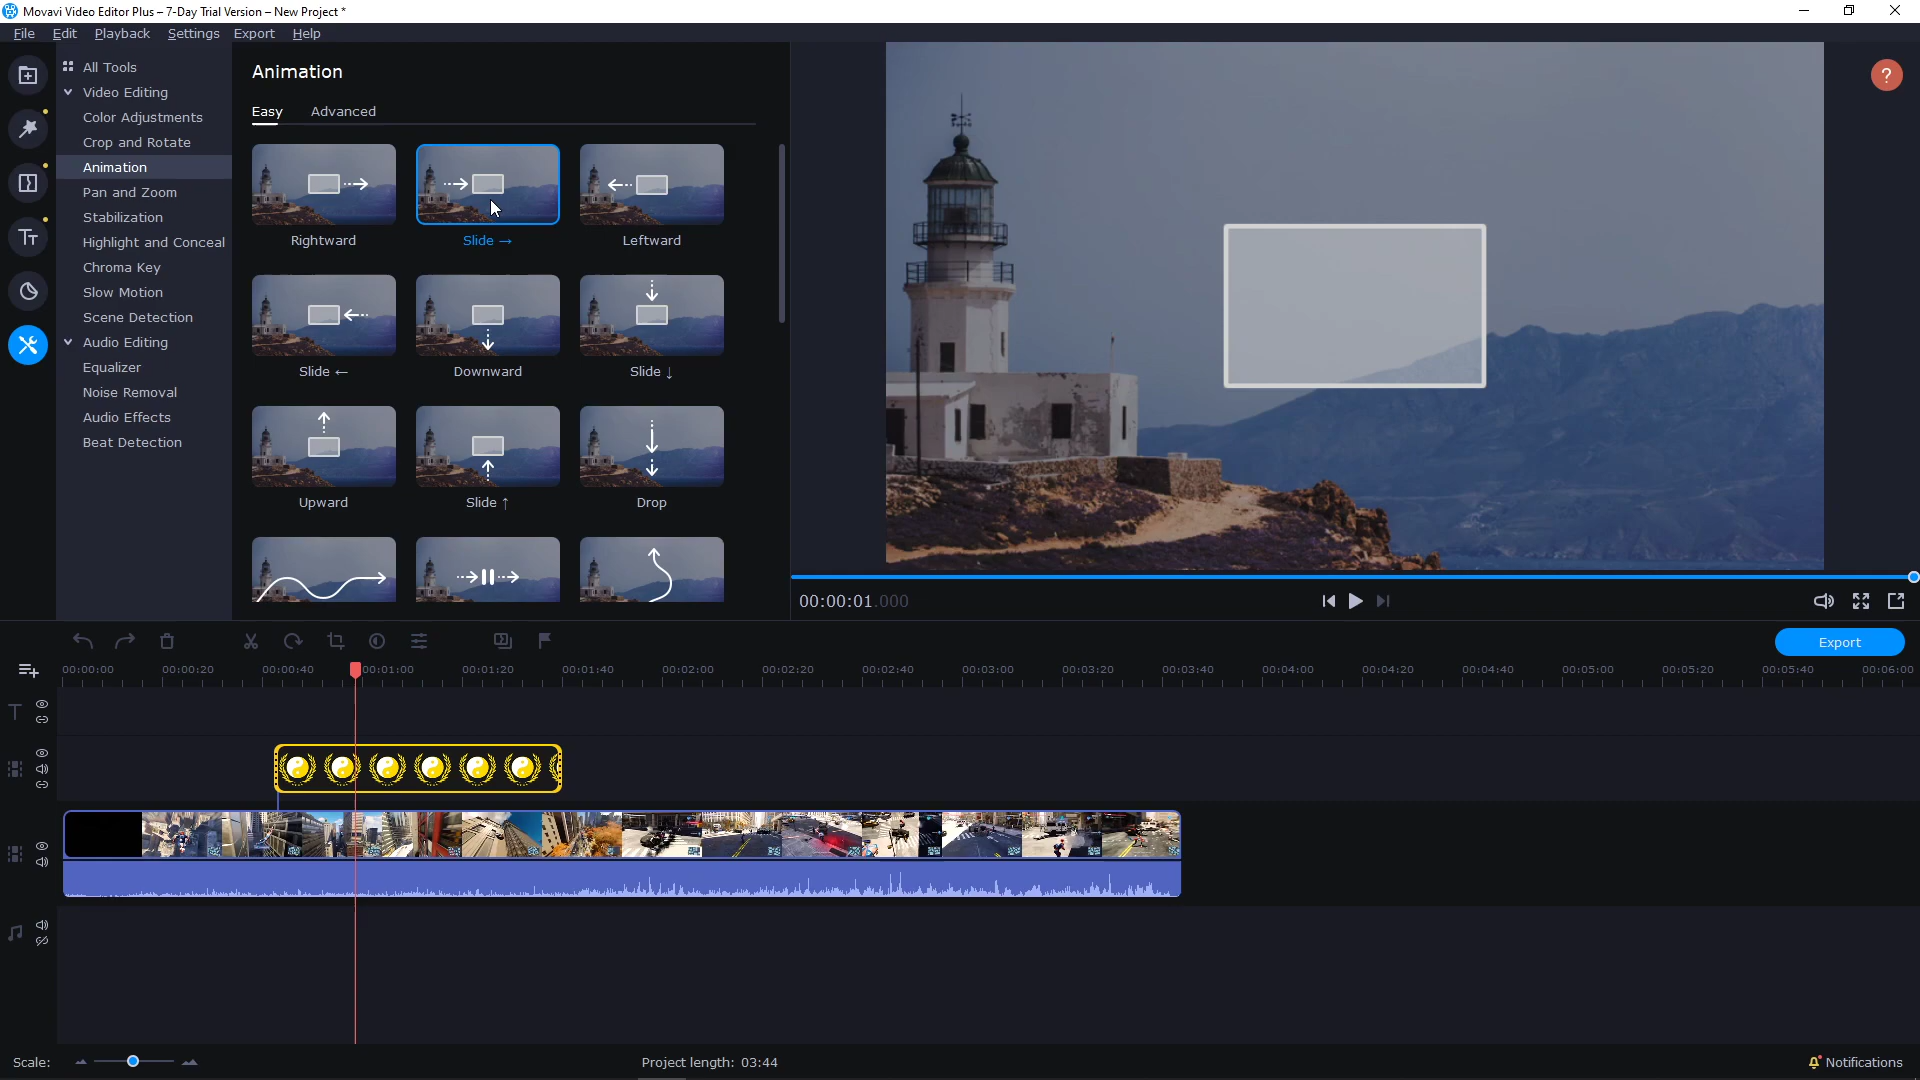 Movavi Video Editor Plus – 7-Day Trial Version – New Project *
File Edit Playback Settings Export Help
All Tools
Video Editing
Color Adjustments
Crop and Rotate
Animation
Pan and Zoom
Stabilization
Highlight and Conceal
Chroma Key
Slow Motion
Scene Detection
Audio Editing
Equalizer
Noise Removal
Audio Effects
Beat Detection
Animation
Easy Advanced
Rightward Slide → Leftward
Slide ← Downward Slide ↓
Upward Slide ↑ Drop
?
00:00:01.000
Export
00:00:00 00:00:20 00:00:40 00:01:00 00:01:20 00:01:40 00:02:00 00:02:20 00:02:40 00:03:00 00:03:20 00:03:40 00:04:00 00:04:20 00:04:40 00:05:00 00:05:20 00:05:40 00:06:00
Scale: Project length: 03:44 Notifications